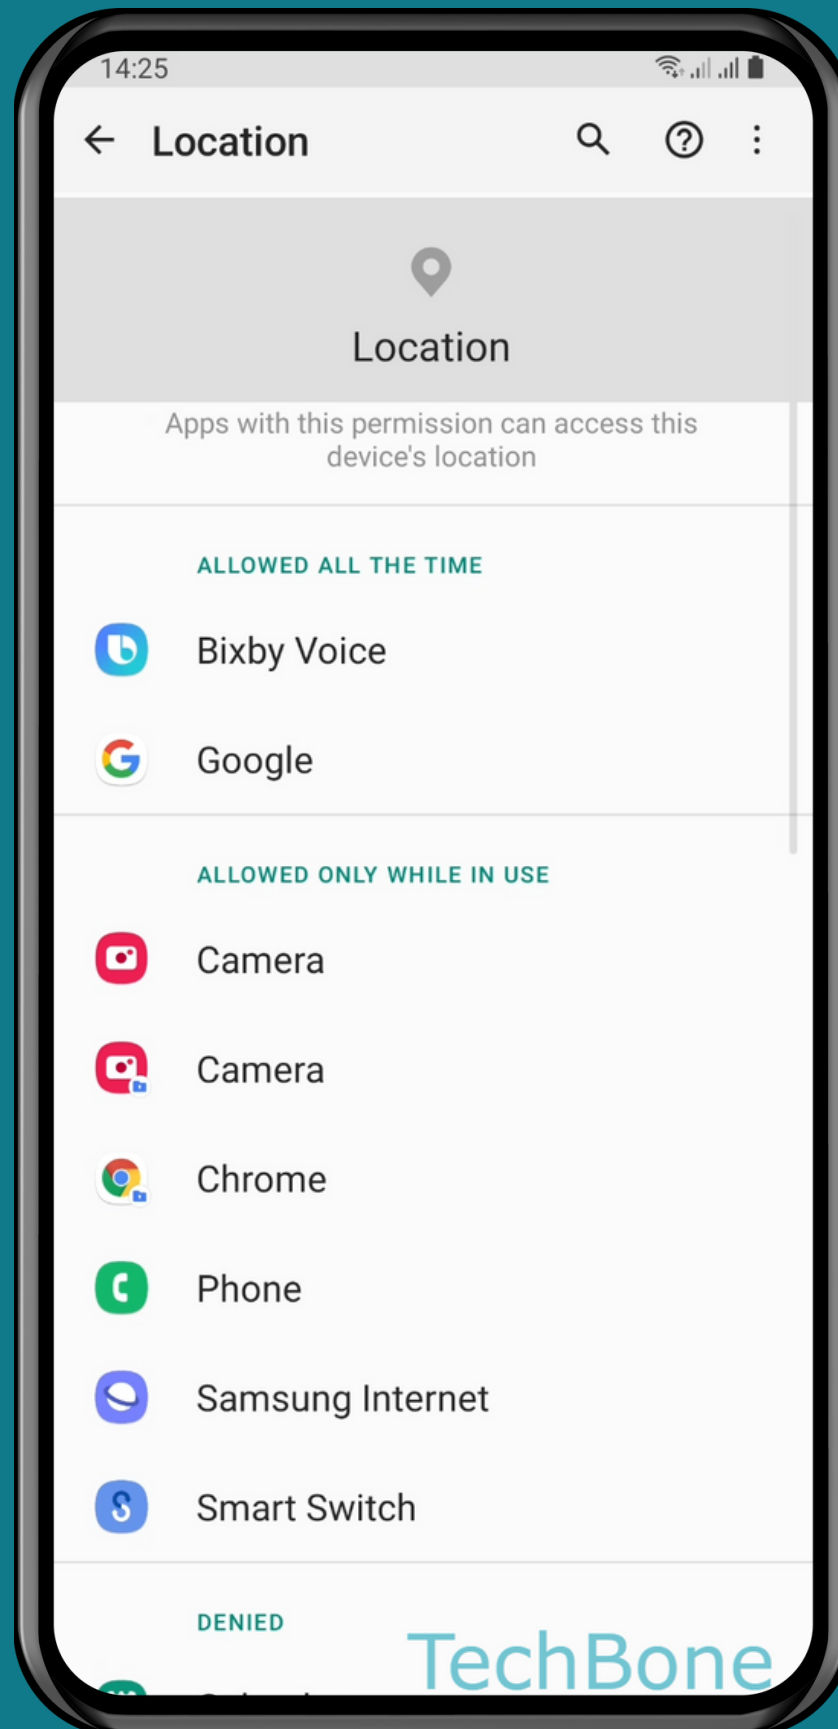 14:25
Location
Location
Apps with this permission can access this
device's location
ALLOWED ALL THE TIME
Bixby Voice
Google
ALLOWED ONLY WHILE IN USE
Camera
Camera
Chrome
Phone
Samsung Internet
Smart Switch
DENIED
TechBone